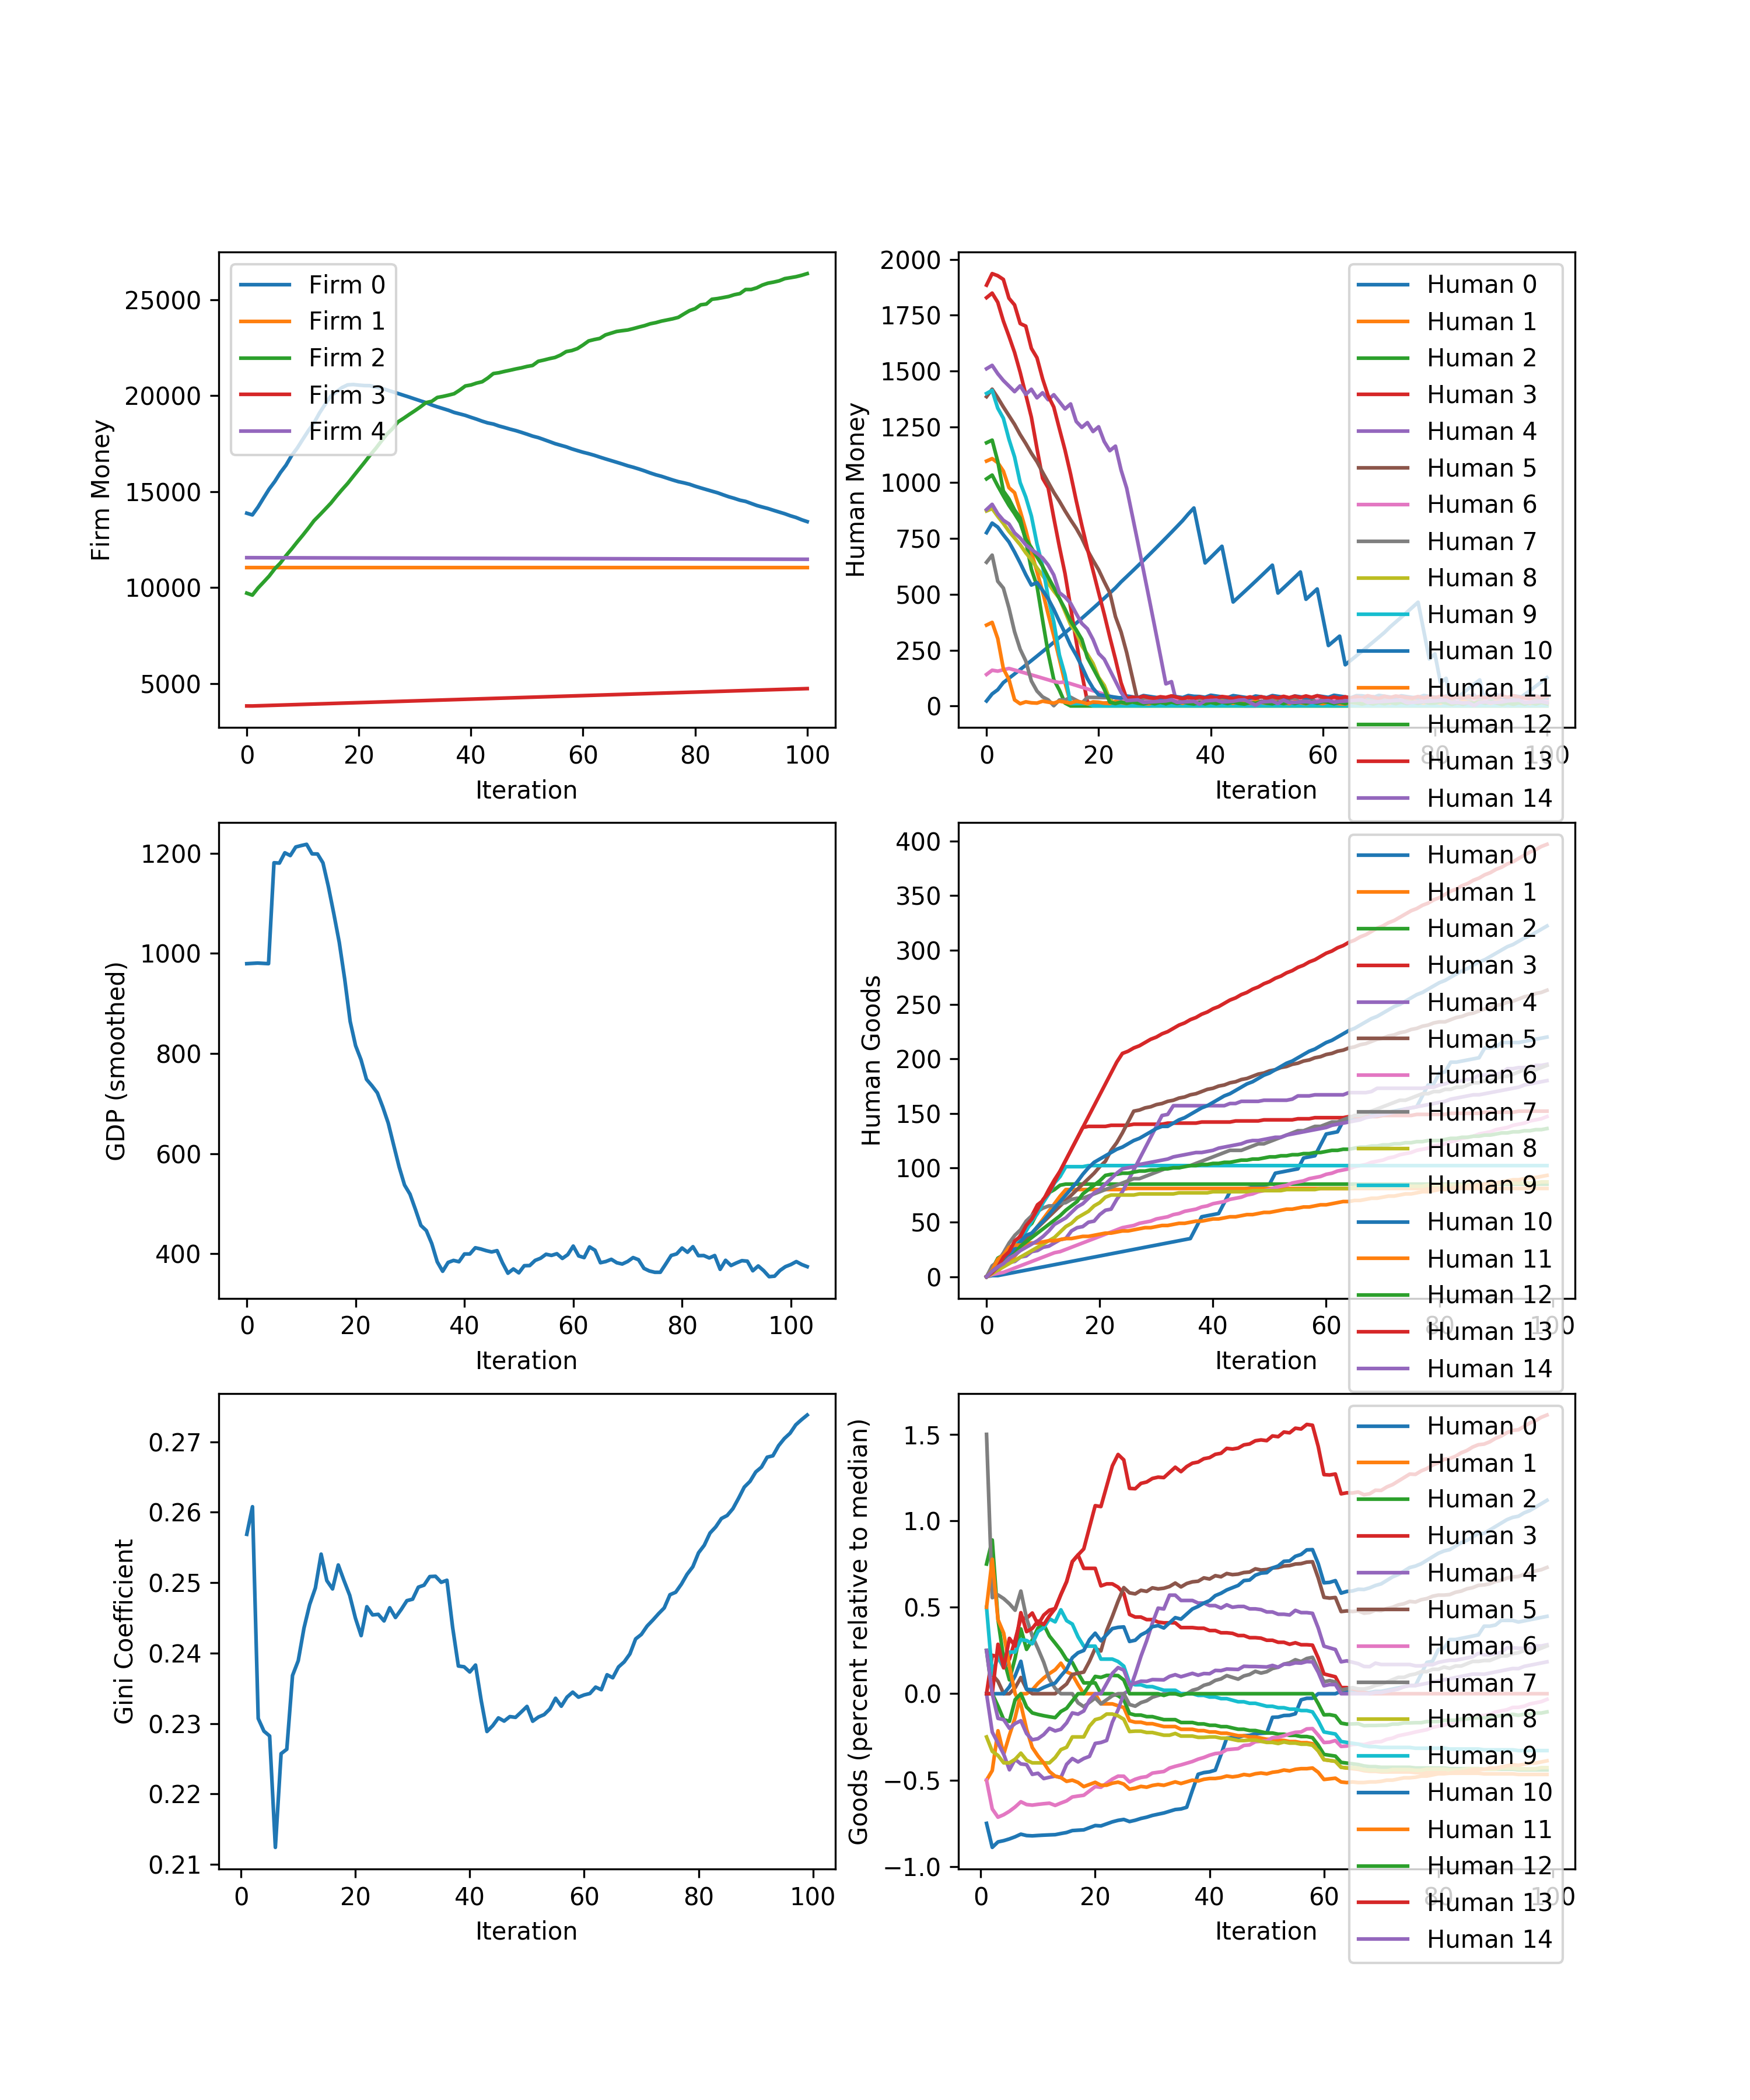 Firm Money
25000
20000
15000
10000
5000
Firm 0
Firm 1
Firm 2
Firm 3
Firm 4
0 20 40 60 80 100
Iteration
Human Money
2000
1750
1500
1250
1000
750
500
250
0
Human 0
Human 1
Human 2
Human 3
Human 4
Human 5
Human 6
Human 7
Human 8
Human 9
Human 10
Human 11
Human 12
Human 13
Human 14
0 20 40 60 80 100
Iteration
GDP (smoothed)
1200
1000
800
600
400
0 20 40 60 80 100
Iteration
Human Goods
400
350
300
250
200
150
100
50
0
Human 0
Human 1
Human 2
Human 3
Human 4
Human 5
Human 6
Human 7
Human 8
Human 9
Human 10
Human 11
Human 12
Human 13
Human 14
0 20 40 60 80 100
Iteration
Gini Coefficient
0.27
0.26
0.25
0.24
0.23
0.22
0.21
0 20 40 60 80 100
Iteration
Goods (percent relative to median)
1.5
1.0
0.5
0.0
−0.5
−1.0
Human 0
Human 1
Human 2
Human 3
Human 4
Human 5
Human 6
Human 7
Human 8
Human 9
Human 10
Human 11
Human 12
Human 13
Human 14
0 20 40 60 80 100
Iteration